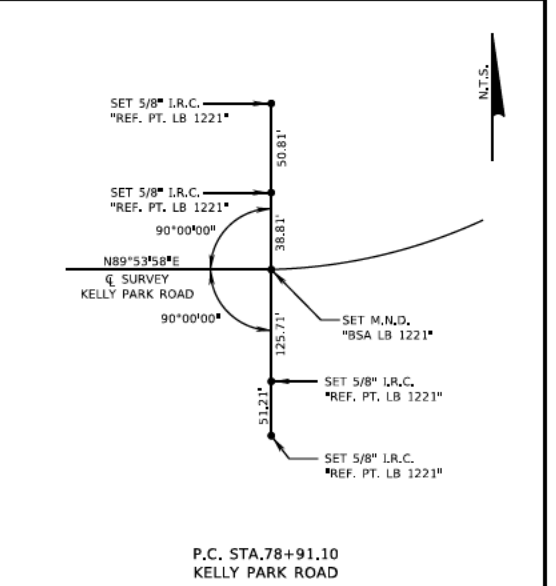 SET 5/8" I.R.C.
"REF. PT. LB 1221"
N.T.S.
50.81'
SET 5/8" I.R.C.
"REF. PT. LB 1221"
38.81'
90°00'00"
N89°53'58"E
℄ SURVEY
KELLY PARK ROAD
90°00'00"
125.71'
SET M.N.D.
"BSA LB 1221"
SET 5/8" I.R.C.
"REF. PT. LB 1221"
51.21'
SET 5/8" I.R.C.
"REF. PT. LB 1221"
P.C. STA.78+91.10
KELLY PARK ROAD